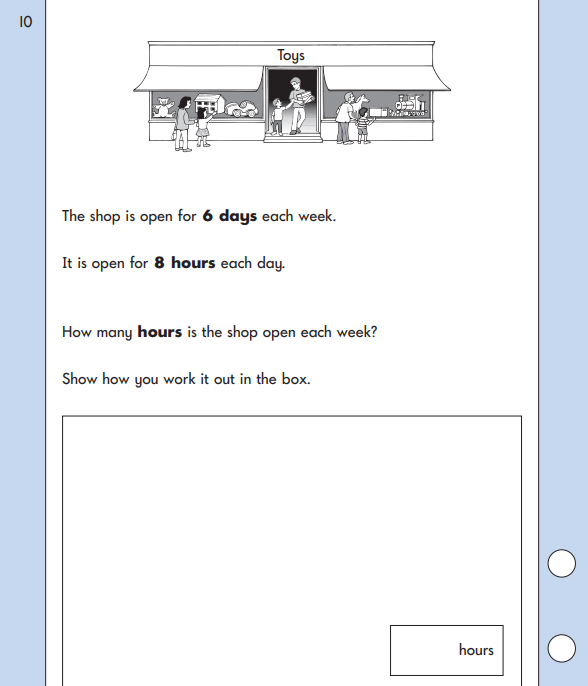 10
Toys
The shop is open for 6 days each week.
It is open for 8 hours each day.
How many hours is the shop open each week?
Show how you work it out in the box.
hours